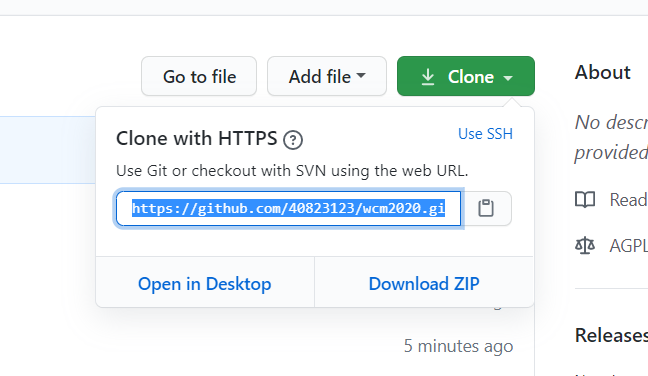 Go to file
Add file
Clone
About
Clone with HTTPS
Use SSH
No descr
provided
Use Git or checkout with SVN using the web URL.
Read
https://github.com/40823123/wcm2020.gi
AGPL
Open in Desktop
Download ZIP
Releases
5 minutes ago